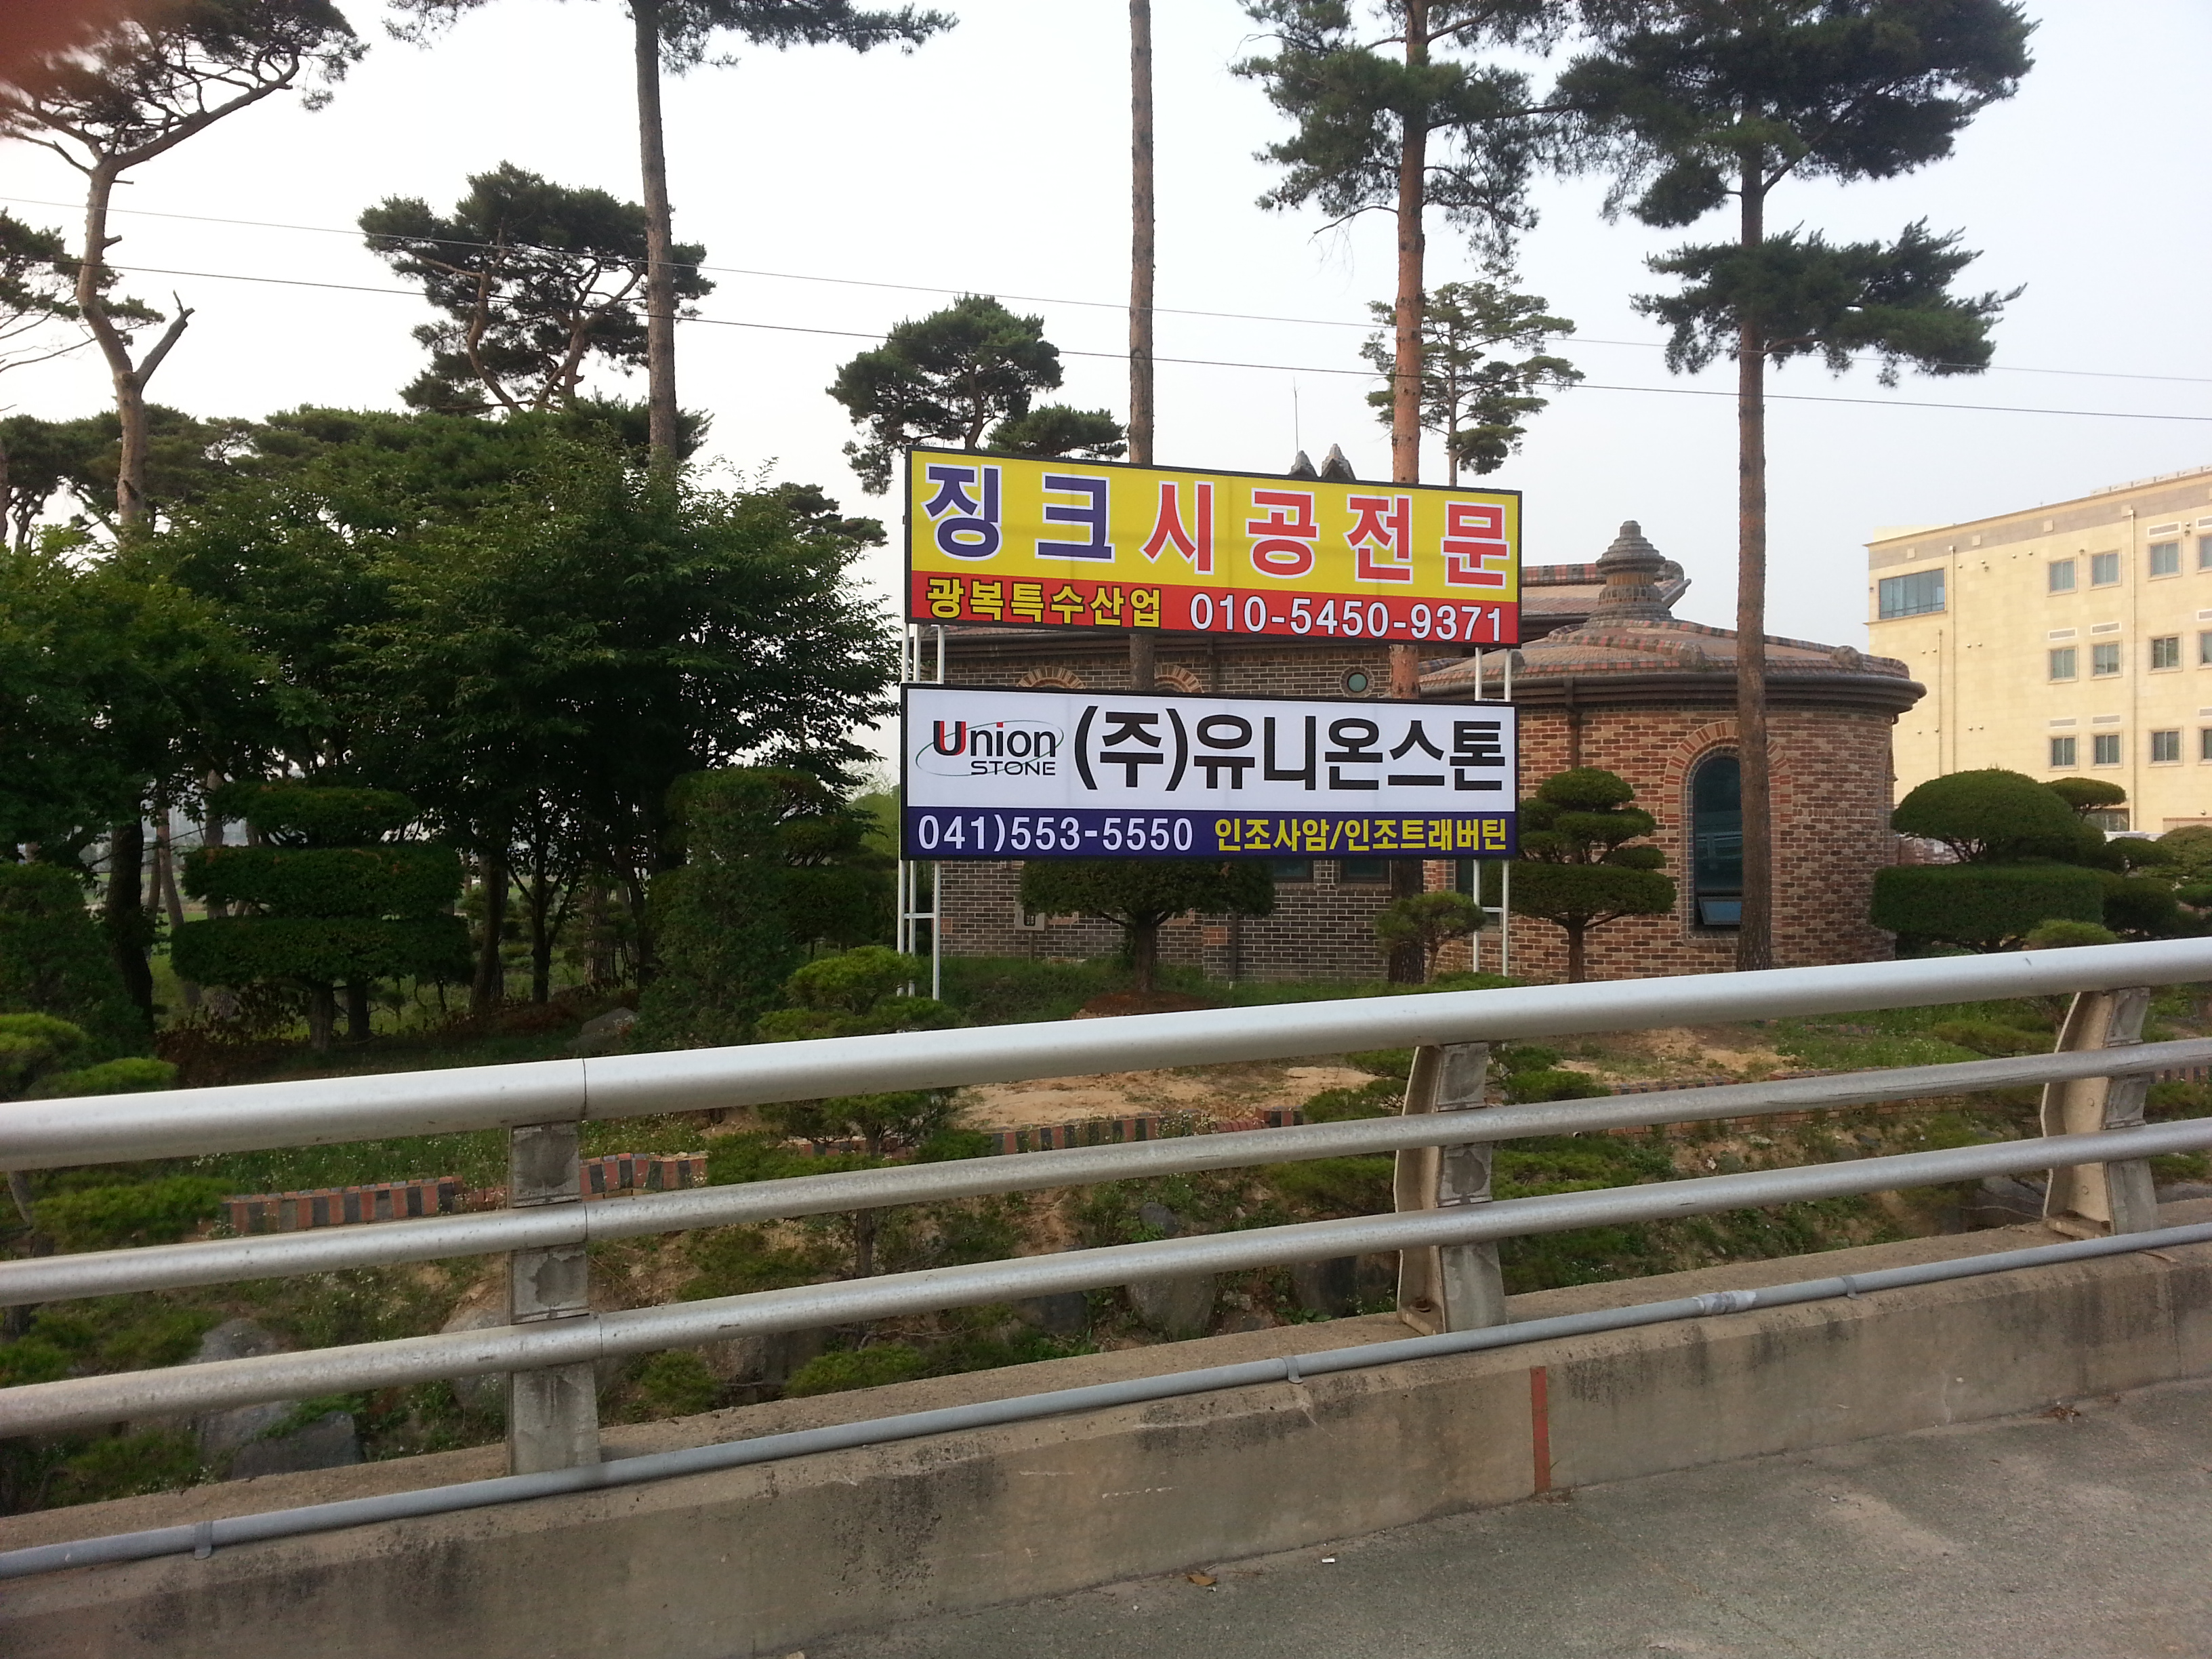 징크시공전문
광복특수산업 010-5450-9371
Union STONE (주)유니온스톤
041)553-5550 인조사암/인조트래버틴